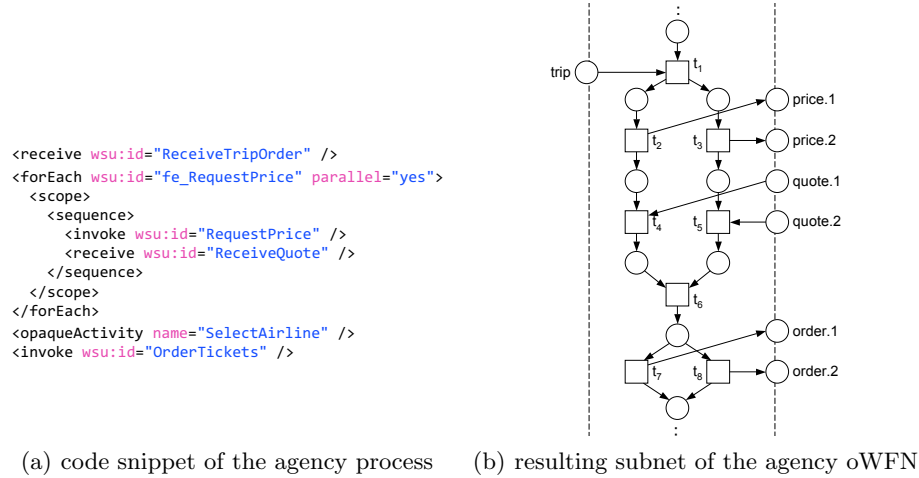 <receive wsu:id="ReceiveTripOrder" />
<forEach wsu:id="fe_RequestPrice" parallel="yes">
<scope>
<sequence>
<invoke wsu:id="RequestPrice" />
<receive wsu:id="ReceiveQuote" />
</sequence>
</scope>
</forEach>
<opaqueActivity name="SelectAirline" />
<invoke wsu:id="OrderTickets" />
(a) code snippet of the agency process
trip
t1
price.1
t2
t3
price.2
quote.1
t4
t5
quote.2
t6
order.1
t7
t8
order.2
(b) resulting subnet of the agency oWFN